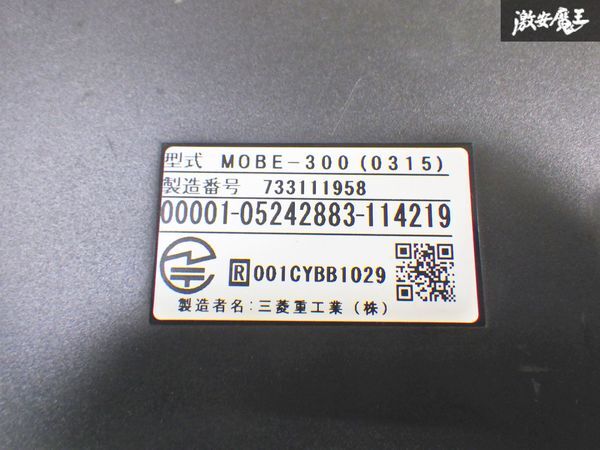 激安魔王
型式 MOBE-300(0315)
製造番号 733111958
00001-05242883-114219
R 001CYBB1029
製造者名:三菱重工業(株)